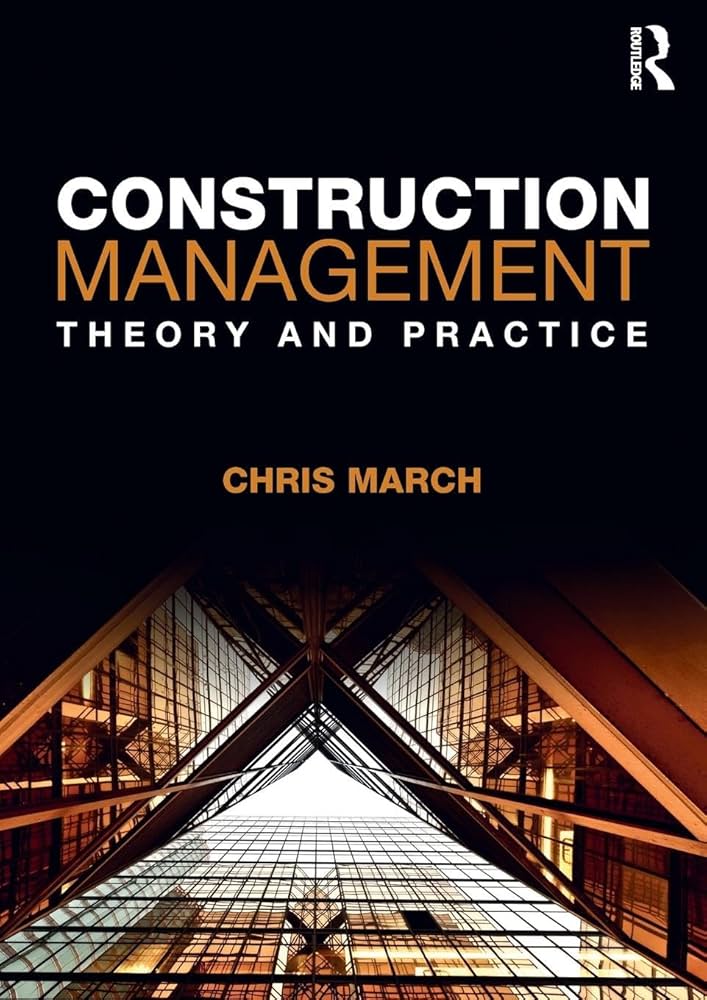 ROUTLEDGE
CONSTRUCTION
MANAGEMENT
THEORY AND PRACTICE
CHRIS MARCH